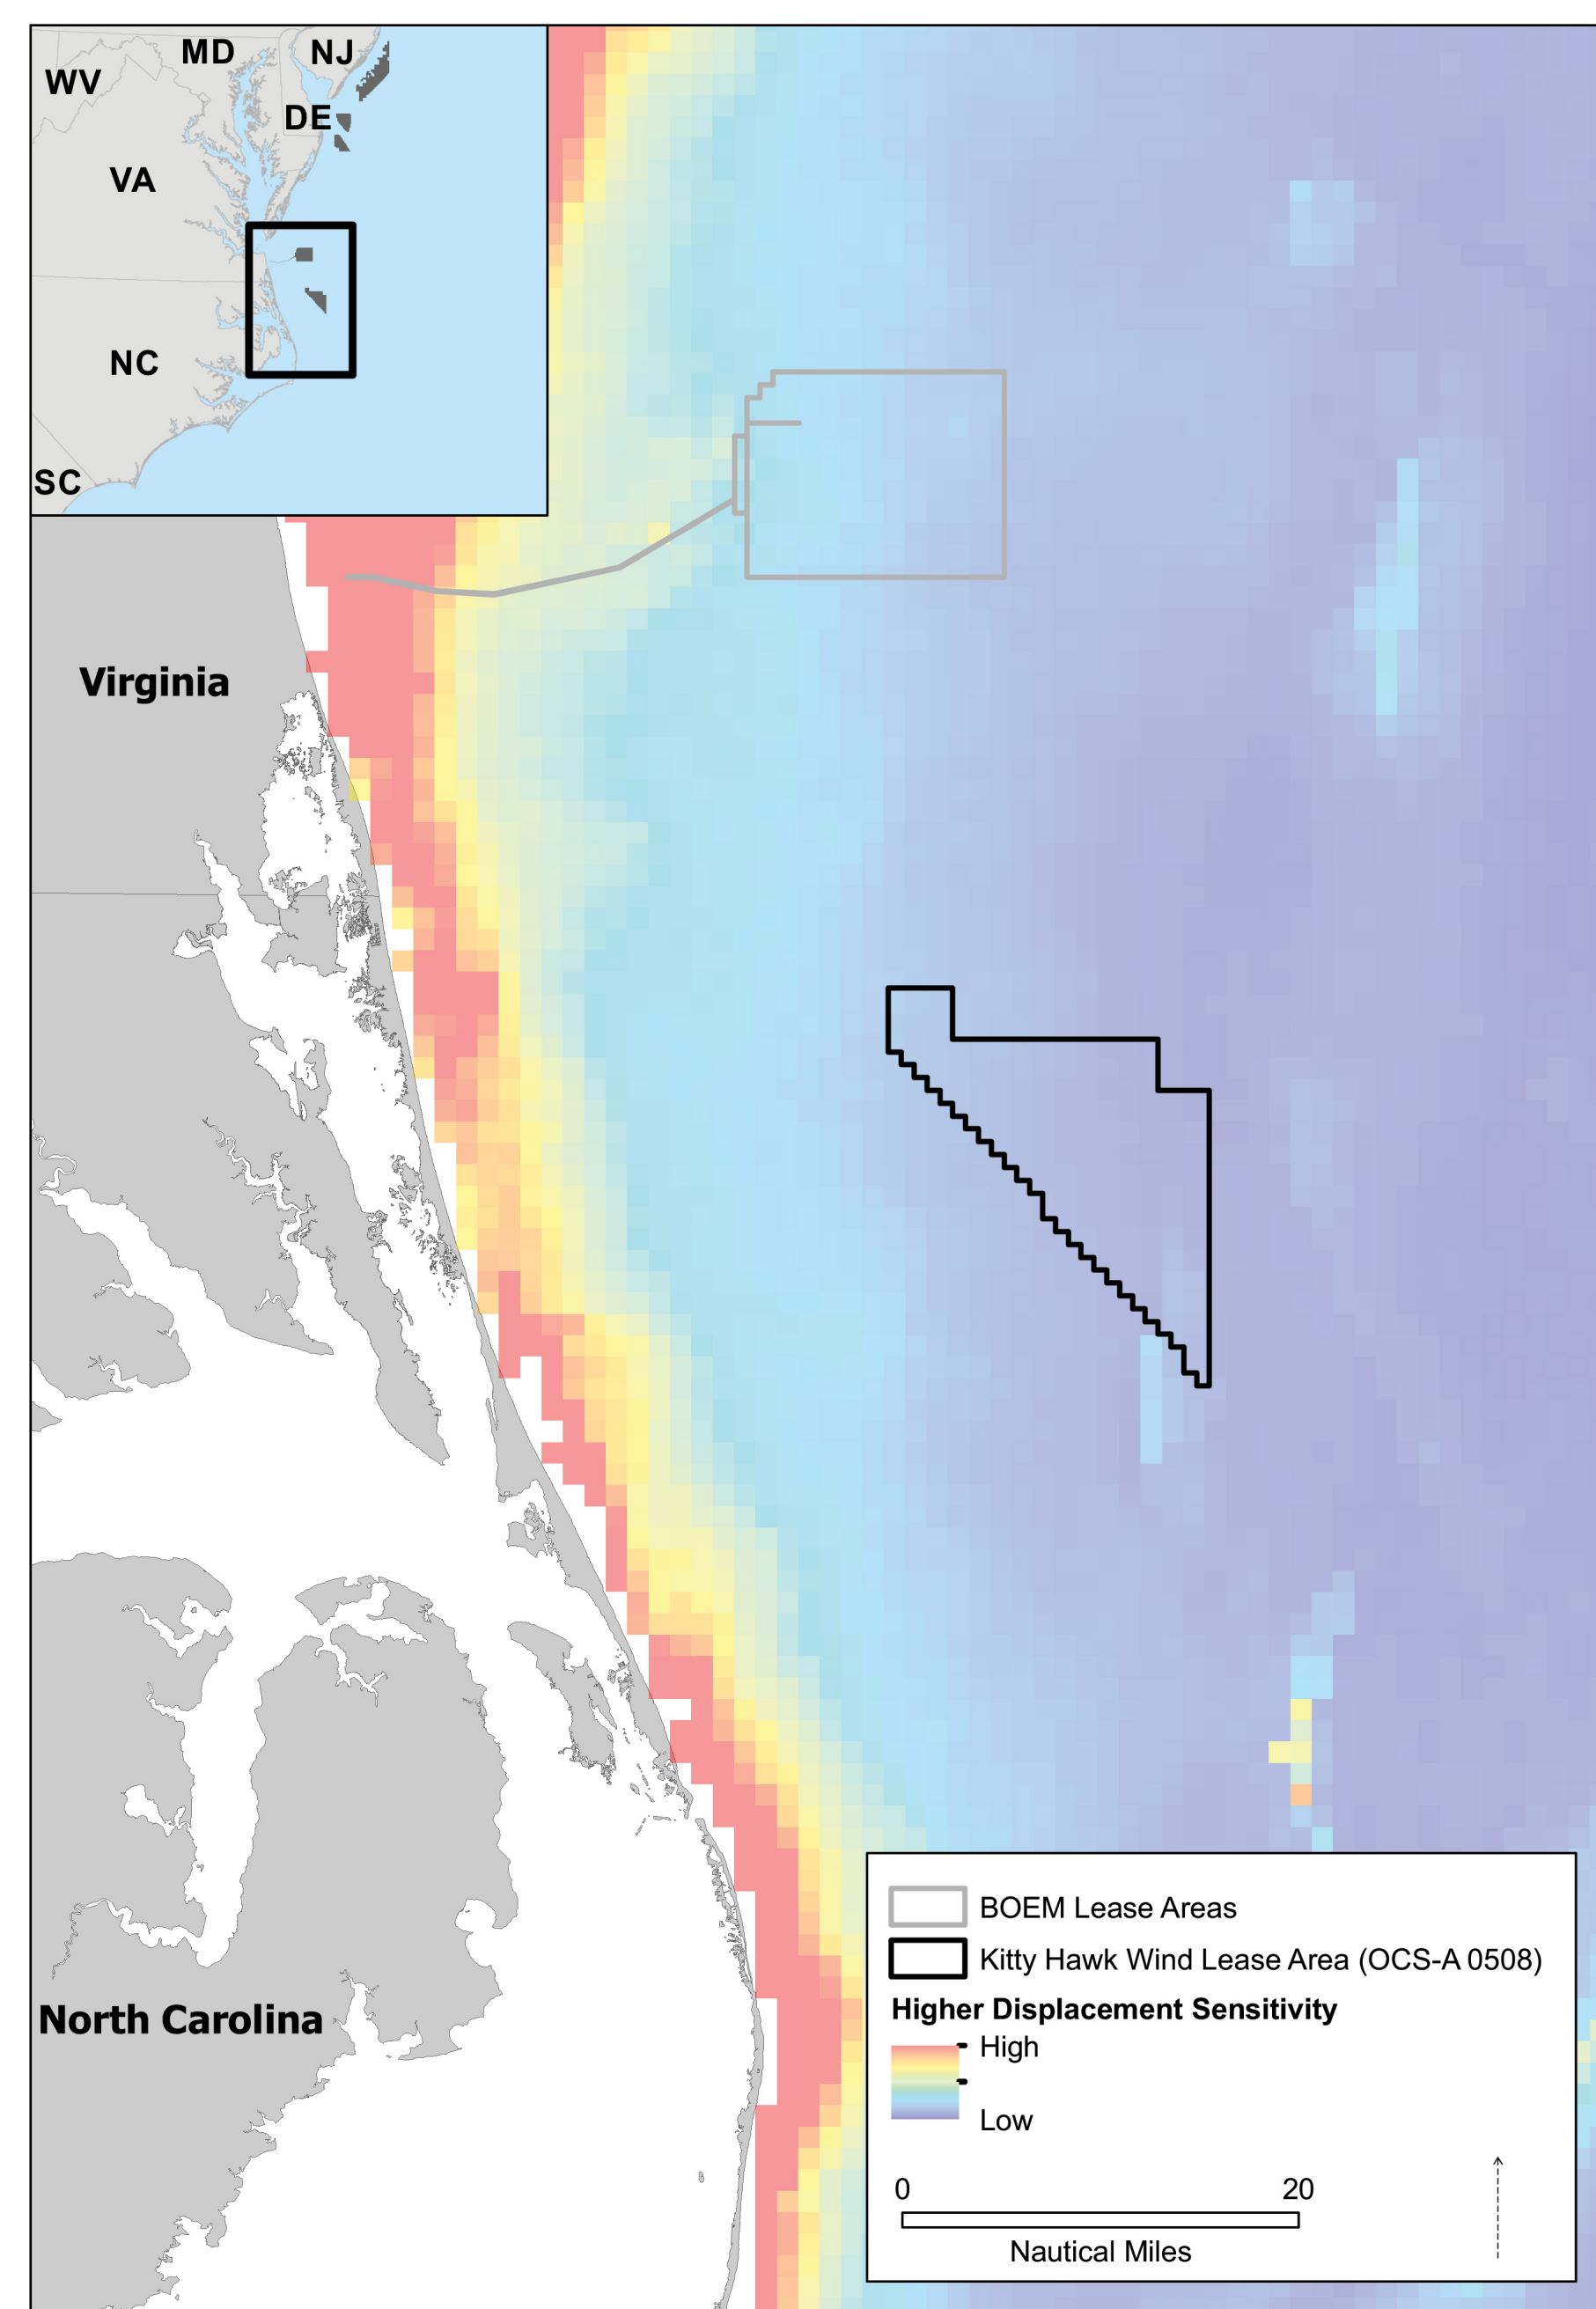 MD
NJ
WV
DE
VA
NC
SC
Virginia
North Carolina
BOEM Lease Areas
Kitty Hawk Wind Lease Area (OCS-A 0508)
Higher Displacement Sensitivity
High
Low
0 20
Nautical Miles